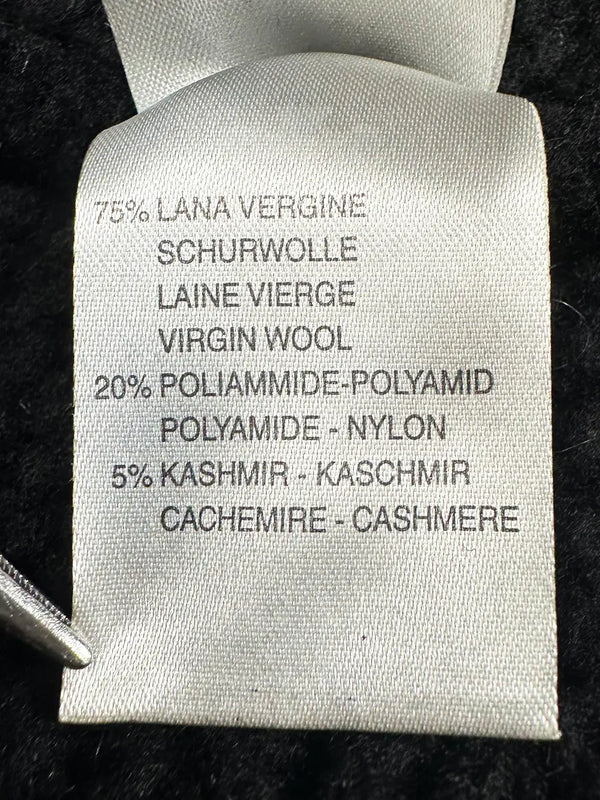 75% LANA VERGINE
SCHURWOLLE
LAINE VIERGE
VIRGIN WOOL
20% POLIAMMIDE-POLYAMID
POLYAMIDE - NYLON
5% KASHMIR - KASCHMIR
CACHEMIRE - CASHMERE